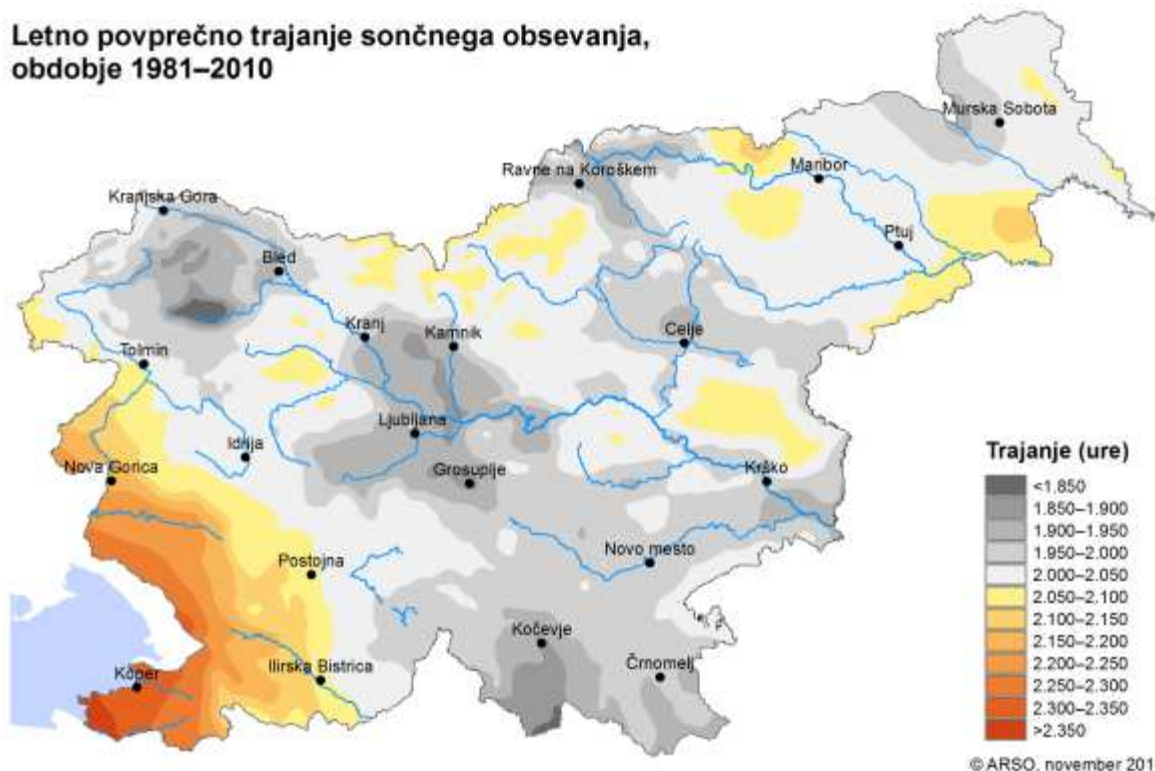 Letno povprečno trajanje sončnega obsevanja,
obdobje 1981–2010
Murska Sobota
Ravne na Koroškem
Maribor
Kranjska Gora
Ptuj
Bled
Kranj
Kamnik
Celje
Tolmin
Ljubljana
Idrija
Nova Gorica
Grosuplje
Krško
Postojna
Novo mesto
Kočevje
Ilirska Bistrica
Črnomelj
Koper
Trajanje (ure)
<1.850
1.850–1.900
1.900–1.950
1.950–2.000
2.000–2.050
2.050–2.100
2.100–2.150
2.150–2.200
2.200–2.250
2.250–2.300
2.300–2.350
>2.350
© ARSO, november 201